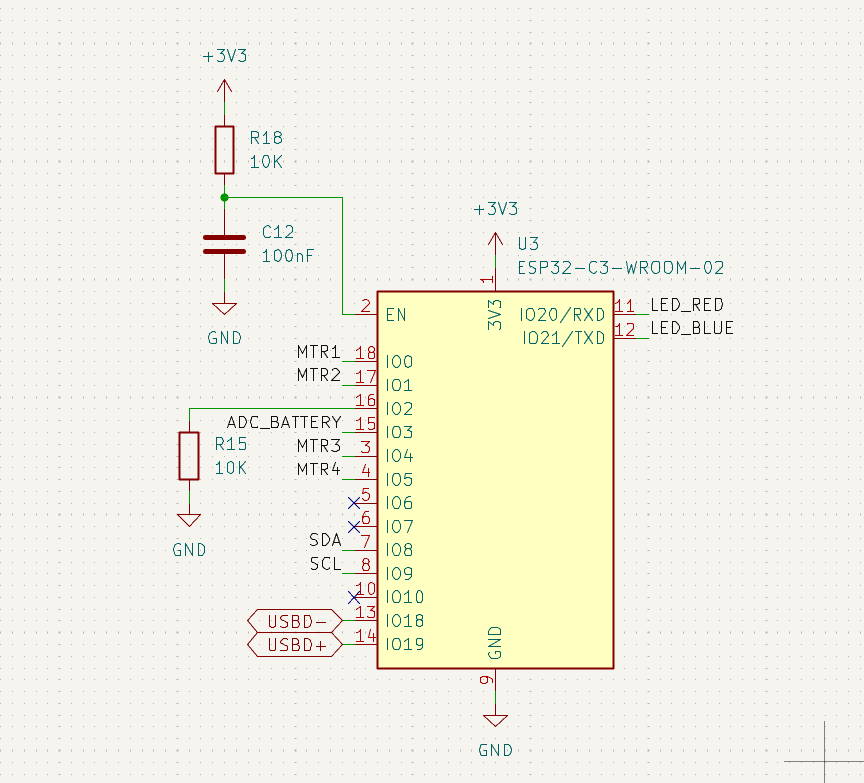 +3V3
R18
10K
C12
100nF
GND
+3V3
U3
ESP32-C3-WROOM-02
1
3V3
2 EN
IO20/RXD 11 LED_RED
IO21/TXD 12 LED_BLUE
MTR1 18 IO0
MTR2 17 IO1
16 IO2
ADC_BATTERY 15 IO3
R15
10K
MTR3 3 IO4
MTR4 4 IO5
5 IO6
6 IO7
SDA 7 IO8
SCL 8 IO9
10 IO10
USBD- 13 IO18
USBD+ 14 IO19
GND
GND
9
GND